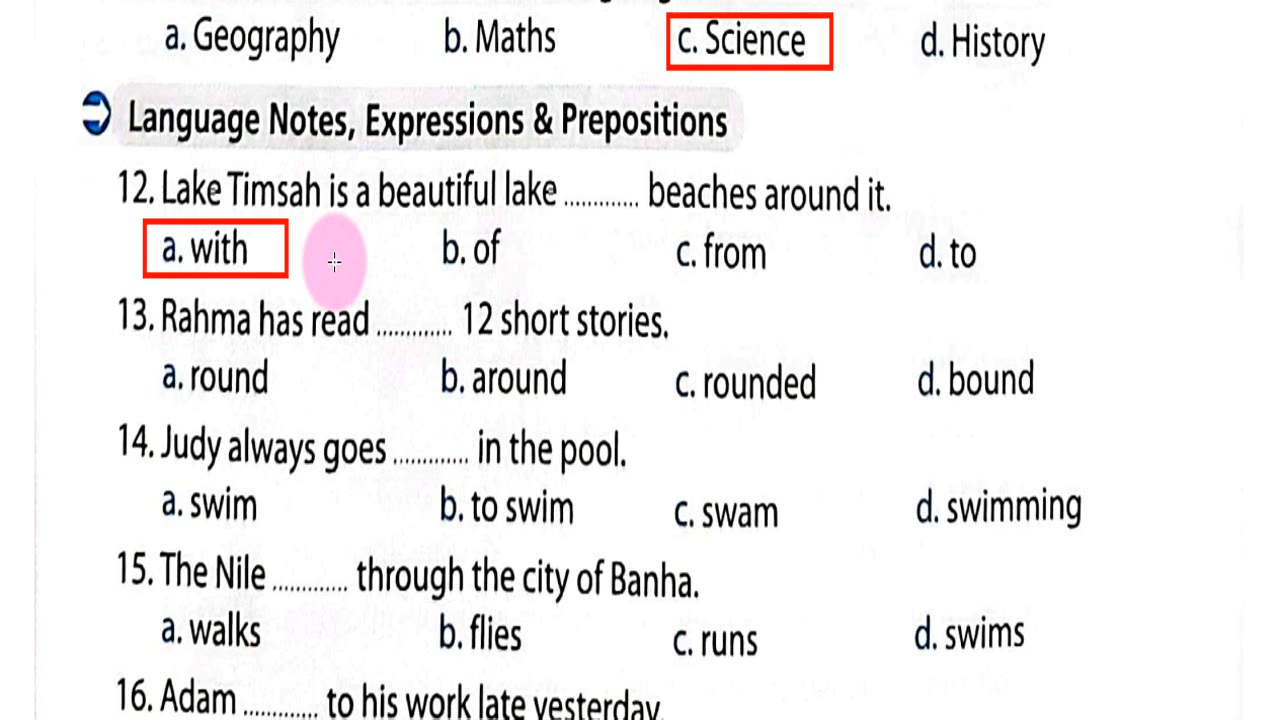 a. Geography b. Maths c. Science d. History
Language Notes, Expressions & Prepositions
12. Lake Timsah is a beautiful lake ............. beaches around it.
a. with b. of c. from d. to
13. Rahma has read ............. 12 short stories.
a. round b. around c. rounded d. bound
14. Judy always goes ............. in the pool.
a. swim b. to swim c. swam d. swimming
15. The Nile ............. through the city of Banha.
a. walks b. flies c. runs d. swims
16. Adam ............. to his work late yesterday.